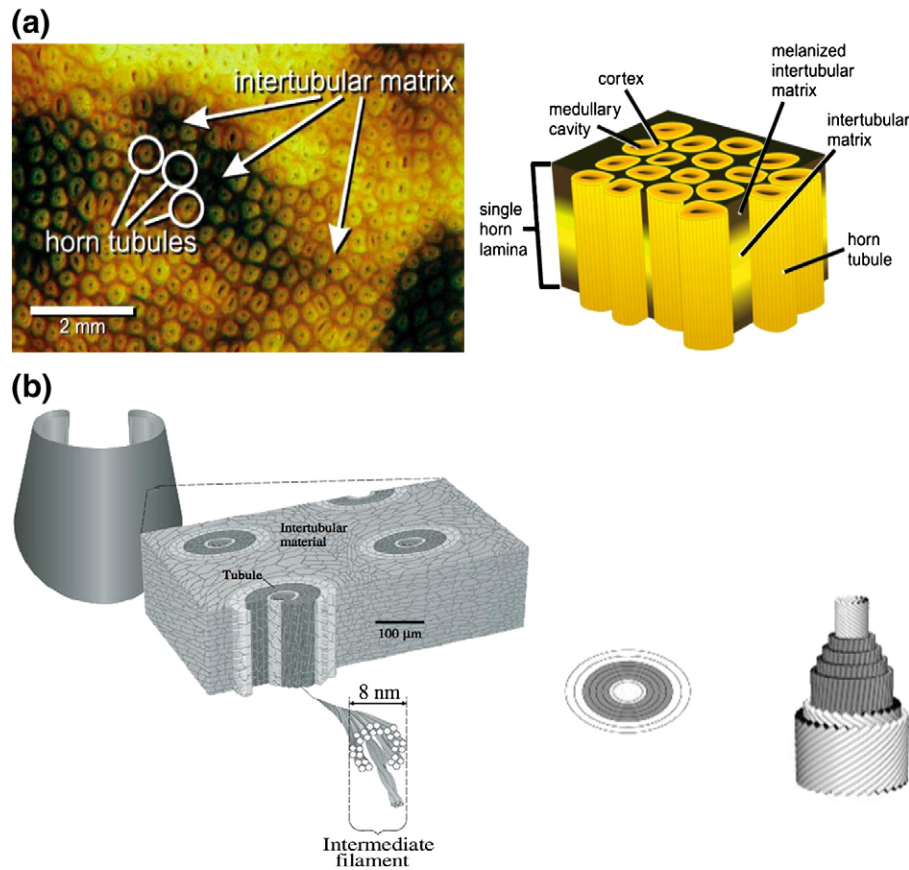 (a)
intertubular matrix
horn tubules
2 mm
cortex
medullary
cavity
melanized
intertubular
matrix
intertubular
matrix
single
horn
lamina
horn
tubule
(b)
Intertubular
material
Tubule
100 μm
8 nm
Intermediate
filament